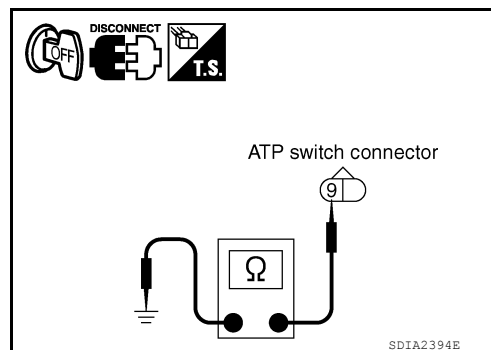 DISCONNECT
OFF
T.S.
ATP switch connector
9
Ω
SDIA2394E